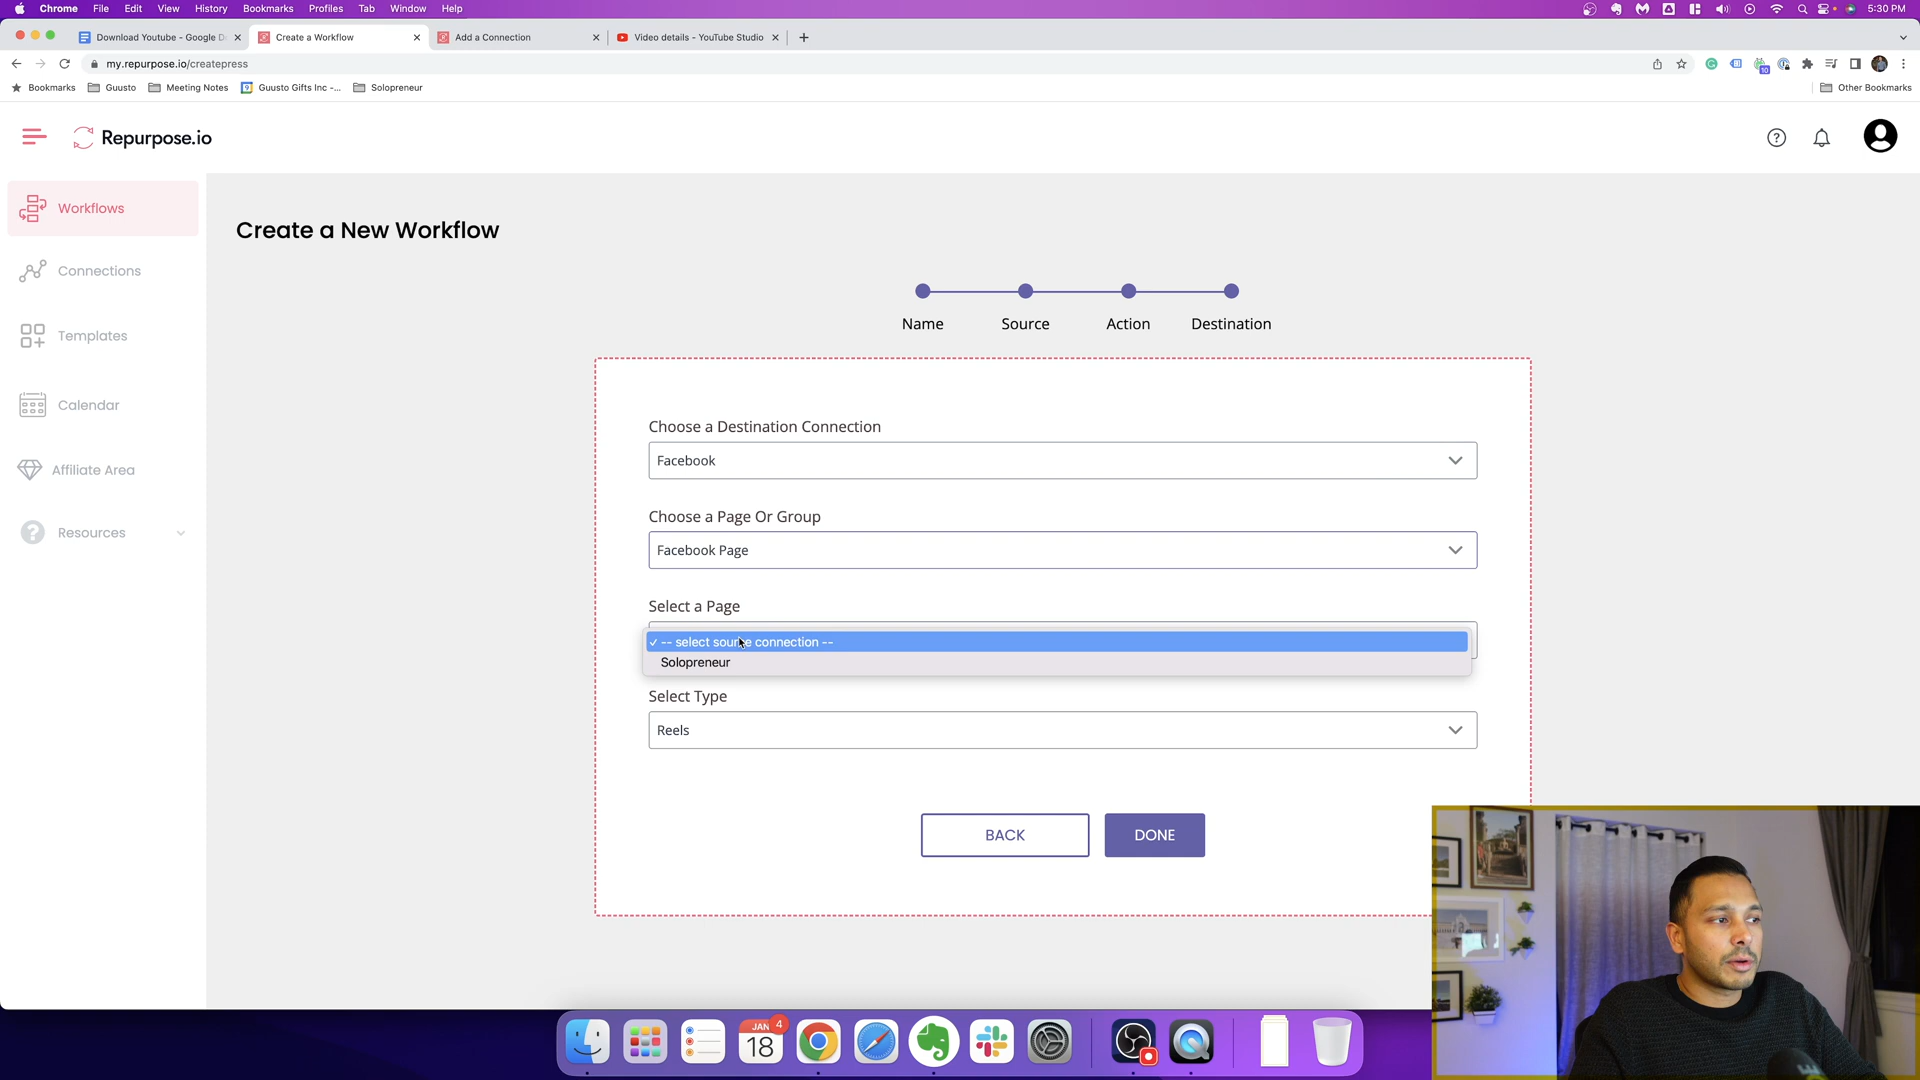 Chrome File Edit View History Bookmarks Profiles Tab Window Help 5:30 PM
Download Youtube - Google D Create a Workflow Add a Connection Video details - YouTube Studio
my.repurpose.io/createpress
Bookmarks Guusto Meeting Notes Guusto Gifts Inc -... Solopreneur Other Bookmarks
Repurpose.io
Workflows
Connections
Templates
Calendar
Affiliate Area
Resources
Create a New Workflow
Name Source Action Destination
Choose a Destination Connection
Facebook
Choose a Page Or Group
Facebook Page
Select a Page
✓ -- select source connection --
Solopreneur
Select Type
Reels
BACK DONE
JAN 4
18